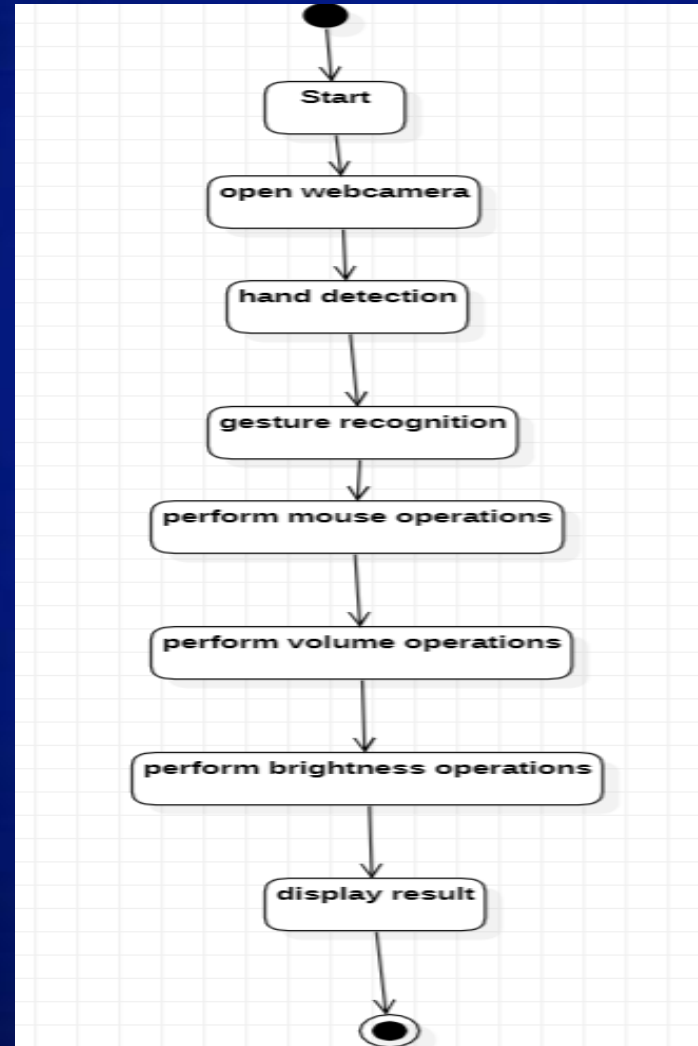 Start
open webcamera
hand detection
gesture recognition
perform mouse operations
perform volume operations
perform brightness operations
display result